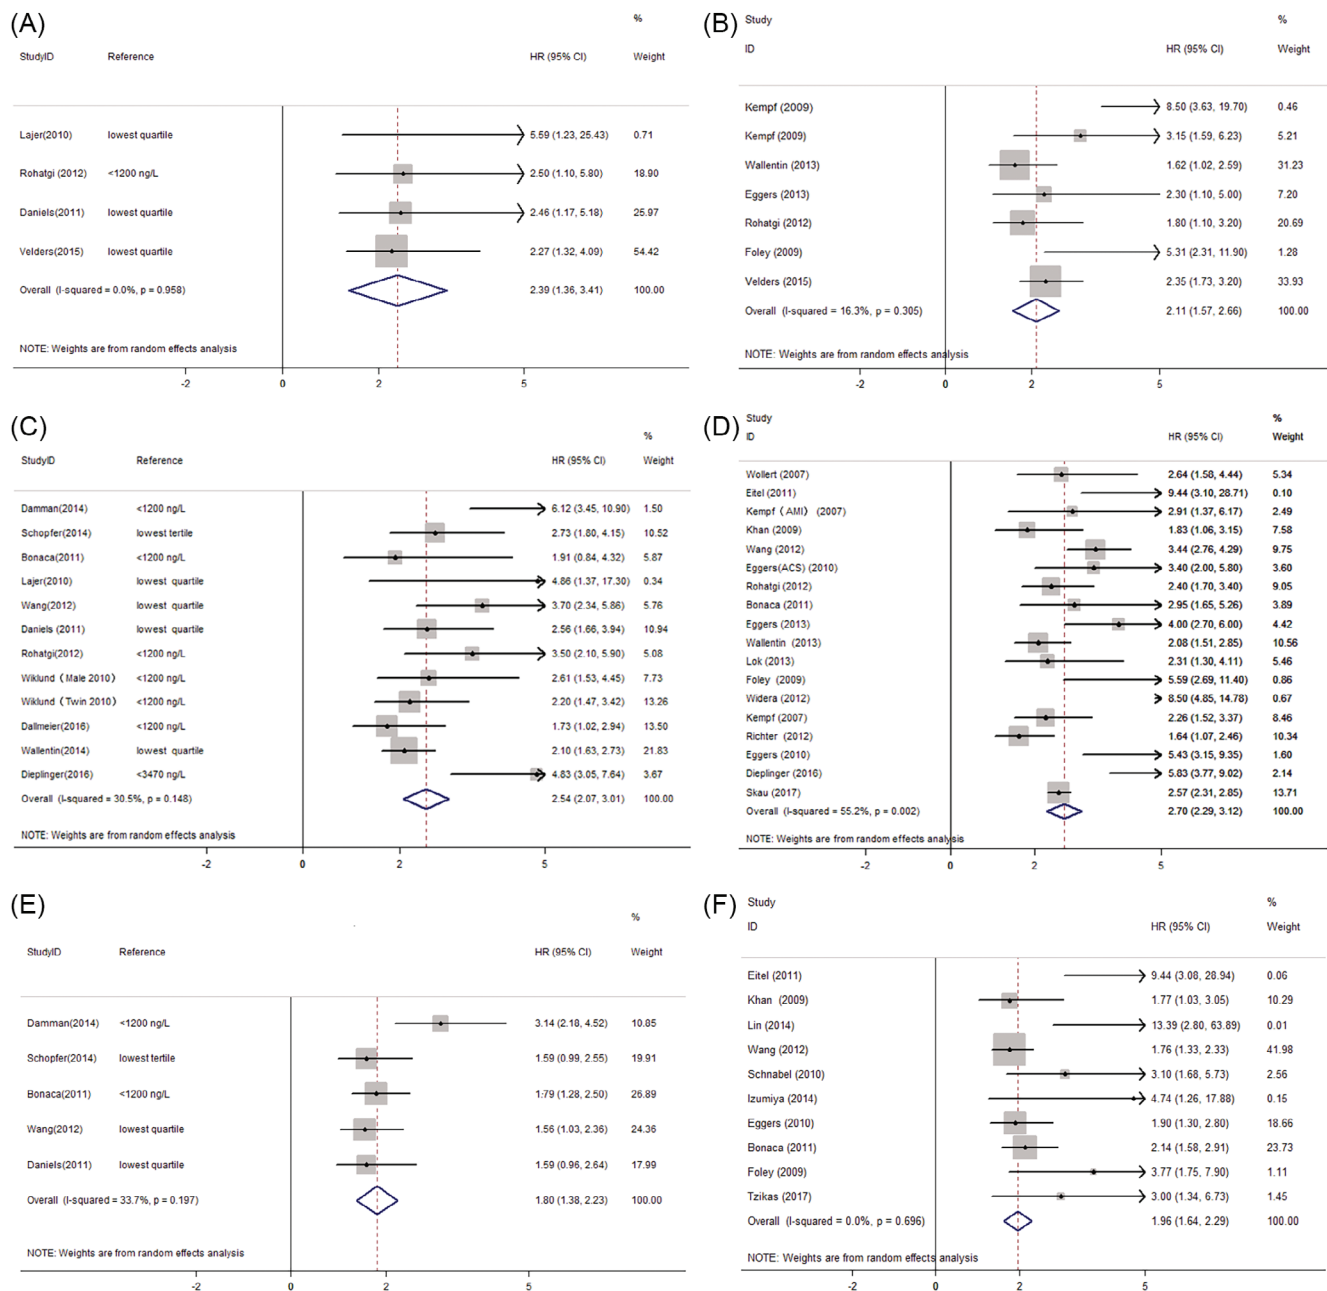 (A)
%
StudyID Reference HR (95% CI) Weight
Lajer(2010) lowest quartile 5.59 (1.23, 25.43) 0.71
Rohatgi (2012) <1200 ng/L 2.50 (1.10, 5.80) 18.90
Daniels(2011) lowest quartile 2.46 (1.17, 5.18) 25.97
Velders(2015) lowest quartile 2.27 (1.32, 4.09) 54.42
Overall (I-squared = 0.0%, p = 0.958) 2.39 (1.36, 3.41) 100.00
NOTE: Weights are from random effects analysis
-2 0 2 5
(B)
Study %
ID HR (95% CI) Weight
Kempf (2009) 8.50 (3.63, 19.70) 0.46
Kempf (2009) 3.15 (1.59, 6.23) 5.21
Wallentin (2013) 1.62 (1.02, 2.59) 31.23
Eggers (2013) 2.30 (1.10, 5.00) 7.20
Rohatgi (2012) 1.80 (1.10, 3.20) 20.69
Foley (2009) 5.31 (2.31, 11.90) 1.28
Velders (2015) 2.35 (1.73, 3.20) 33.93
Overall (I-squared = 16.3%, p = 0.305) 2.11 (1.57, 2.66) 100.00
NOTE: Weights are from random effects analysis
-2 0 2 5
(C)
%
StudyID Reference HR (95% CI) Weight
Damman(2014) <1200 ng/L 6.12 (3.45, 10.90) 1.50
Schopfer(2014) lowest tertile 2.73 (1.80, 4.15) 10.52
Bonaca(2011) <1200 ng/L 1.91 (0.84, 4.32) 5.87
Lajer(2010) lowest quartile 4.86 (1.37, 17.30) 0.34
Wang(2012) lowest quartile 3.70 (2.34, 5.86) 5.76
Daniels (2011) lowest quartile 2.56 (1.66, 3.94) 10.94
Rohatgi(2012) <1200 ng/L 3.50 (2.10, 5.90) 5.08
Wiklund（Male 2010） <1200 ng/L 2.61 (1.53, 4.45) 7.73
Wiklund（Twin 2010） <1200 ng/L 2.20 (1.47, 3.42) 13.26
Dallmeier(2016) <1200 ng/L 1.73 (1.02, 2.94) 13.50
Wallentin(2014) lowest quartile 2.10 (1.63, 2.73) 21.83
Dieplinger(2016) <3470 ng/L 4.83 (3.05, 7.64) 3.67
Overall (I-squared = 30.5%, p = 0.148) 2.54 (2.07, 3.01) 100.00
NOTE: Weights are from random effects analysis
-2 0 2 5
(D)
Study %
ID HR (95% CI) Weight
Wollert (2007) 2.64 (1.58, 4.44) 5.34
Eitel (2011) 9.44 (3.10, 28.71) 0.10
Kempf（AMI）(2007) 2.91 (1.37, 6.17) 2.49
Khan (2009) 1.83 (1.06, 3.15) 7.58
Wang (2012) 3.44 (2.76, 4.29) 9.75
Eggers(ACS) (2010) 3.40 (2.00, 5.80) 3.60
Rohatgi (2012) 2.40 (1.70, 3.40) 9.05
Bonaca (2011) 2.95 (1.65, 5.26) 3.89
Eggers (2013) 4.00 (2.70, 6.00) 4.42
Wallentin (2013) 2.08 (1.51, 2.85) 10.56
Lok (2013) 2.31 (1.30, 4.11) 5.46
Foley (2009) 5.59 (2.69, 11.40) 0.86
Widera (2012) 8.50 (4.85, 14.78) 0.67
Kempf (2007) 2.26 (1.52, 3.37) 8.46
Richter (2012) 1.64 (1.07, 2.46) 10.34
Eggers (2010) 5.43 (3.15, 9.35) 1.60
Dieplinger (2016) 5.83 (3.77, 9.02) 2.14
Skau (2017) 2.57 (2.31, 2.85) 13.71
Overall (I-squared = 55.2%, p = 0.002) 2.70 (2.29, 3.12) 100.00
NOTE: Weights are from random effects analysis
-2 0 2 5
(E)
%
StudyID Reference HR (95% CI) Weight
Damman(2014) <1200 ng/L 3.14 (2.18, 4.52) 10.85
Schopfer(2014) lowest tertile 1.59 (0.99, 2.55) 19.91
Bonaca(2011) <1200 ng/L 1.79 (1.28, 2.50) 26.89
Wang(2012) lowest quartile 1.56 (1.03, 2.36) 24.36
Daniels(2011) lowest quartile 1.59 (0.96, 2.64) 17.99
Overall (I-squared = 33.7%, p = 0.197) 1.80 (1.38, 2.23) 100.00
NOTE: Weights are from random effects analysis
-2 0 2 5
(F)
Study %
ID HR (95% CI) Weight
Eitel (2011) 9.44 (3.08, 28.94) 0.06
Khan (2009) 1.77 (1.03, 3.05) 10.29
Lin (2014) 13.39 (2.80, 63.89) 0.01
Wang (2012) 1.76 (1.33, 2.33) 41.98
Schnabel (2010) 3.10 (1.68, 5.73) 2.56
Izumiya (2014) 4.74 (1.26, 17.88) 0.15
Eggers (2010) 1.90 (1.30, 2.80) 18.66
Bonaca (2011) 2.14 (1.58, 2.91) 23.73
Foley (2009) 3.77 (1.75, 7.90) 1.11
Tzikas (2017) 3.00 (1.34, 6.73) 1.45
Overall (I-squared = 0.0%, p = 0.696) 1.96 (1.64, 2.29) 100.00
NOTE: Weights are from random effects analysis
-2 0 2 5